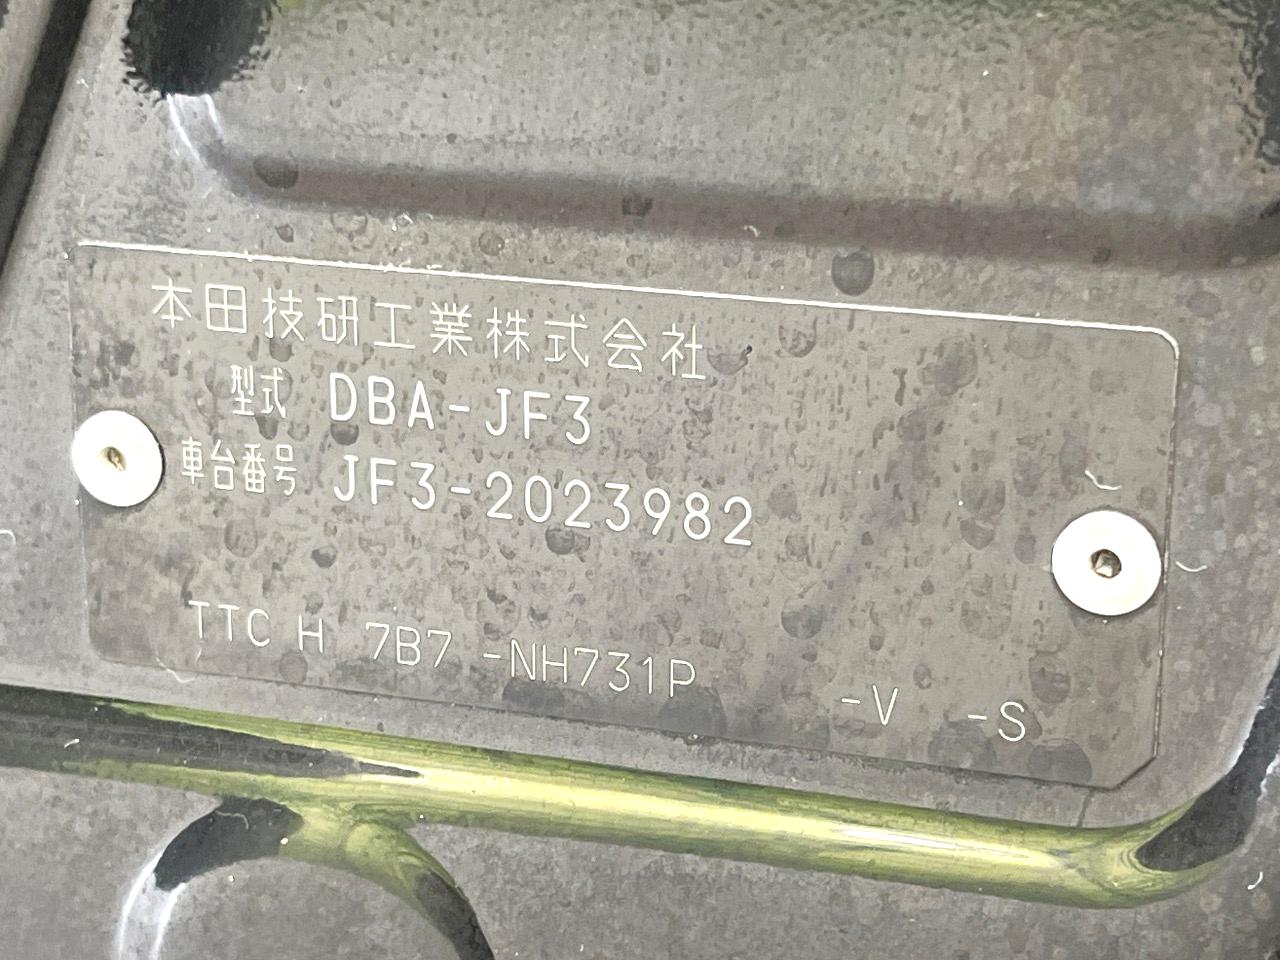 本田技研工業株式会社
型式 DBA-JF3
車台番号 JF3-2023982
TTC H 7B7 -NH731P -V -S